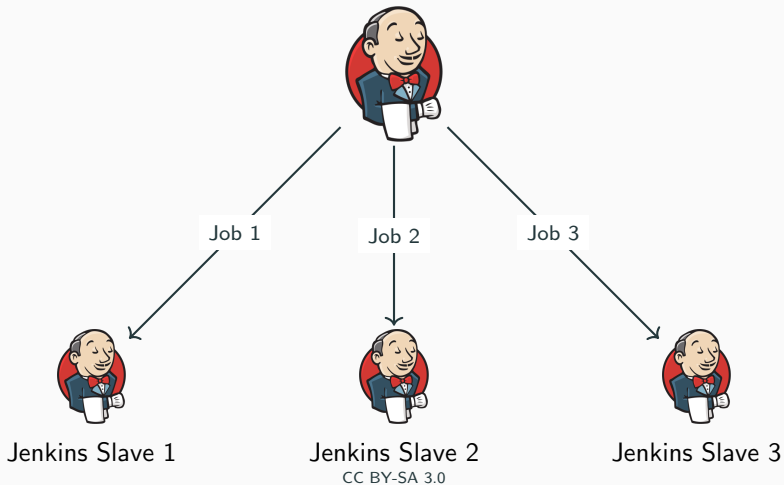 Job 1
Job 2
Job 3
Jenkins Slave 1
Jenkins Slave 2
Jenkins Slave 3
CC BY-SA 3.0